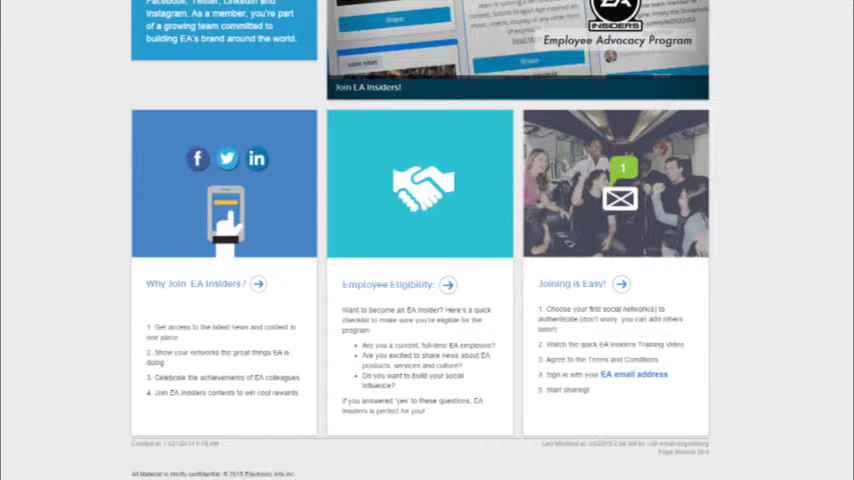 Facebook, Twitter, LinkedIn and
Instagram. As a member, you're part
of a growing team committed to
building EA's brand around the world.
Share
Share
EA
INSIDERS
Employee Advocacy Program
Join EA Insiders!
f
in
1
Why Join EA Insiders?
1. Get access to the latest news and content in
one place
2. Show your networks the great things EA is
doing
3. Celebrate the achievements of EA colleagues
4. Join EA Insiders contests to win cool rewards
Employee Eligibility:
Want to become an EA Insider? Here's a quick
checklist to make sure you're eligible for the
program:
• Are you a current, full-time EA employee?
• Are you excited to share news about EA
products, services and culture?
• Do you want to build your social
influence?
If you answered 'yes' to these questions, EA
Insiders is perfect for you!
Joining is Easy!
1. Choose your first social network(s) to
authenticate (don't worry, you can add others
later!)
2. Watch the quick EA Insiders Training Video
3. Agree to the Terms and Conditions
4. Sign in with your EA email address
5. Start sharing!
All Material is strictly confidential. © 2015 Electronic Arts Inc.